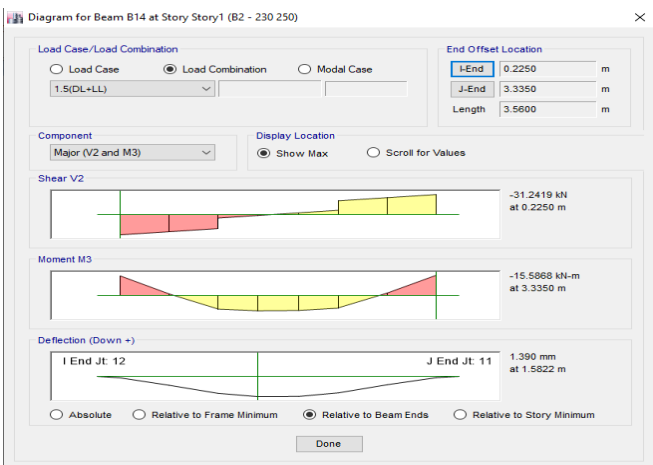 Diagram for Beam B14 at Story Story1 (B2 - 230 250)
Load Case/Load Combination
Load Case Load Combination Modal Case
1.5(DL+LL)
End Offset Location
I-End 0.2250 m
J-End 3.3350 m
Length 3.5600 m
Component
Major (V2 and M3)
Display Location
Show Max Scroll for Values
Shear V2
-31.2419 kN
at 0.2250 m
Moment M3
-15.5868 kN-m
at 3.3350 m
Deflection (Down +)
I End Jt: 12 J End Jt: 11
1.390 mm
at 1.5822 m
Absolute Relative to Frame Minimum Relative to Beam Ends Relative to Story Minimum
Done